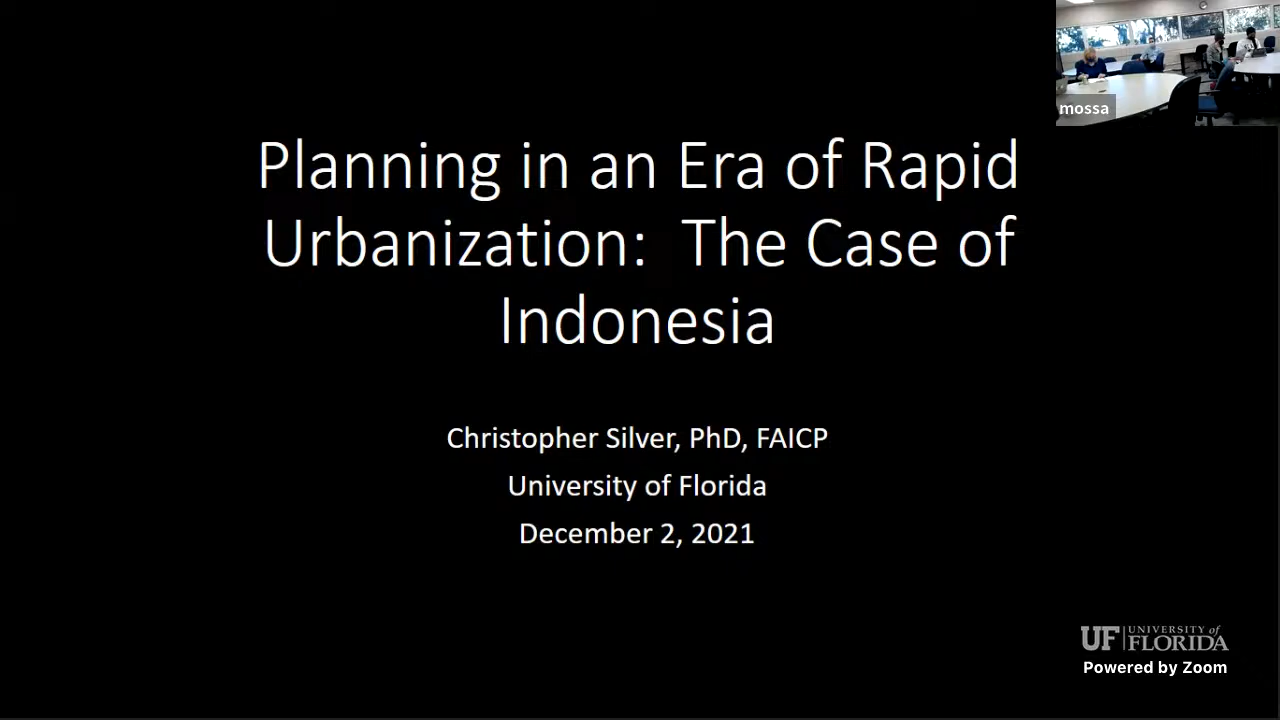 mossa
Planning in an Era of Rapid
Urbanization: The Case of
Indonesia
Christopher Silver, PhD, FAICP
University of Florida
December 2, 2021
UF UNIVERSITY of
FLORIDA
Powered by Zoom